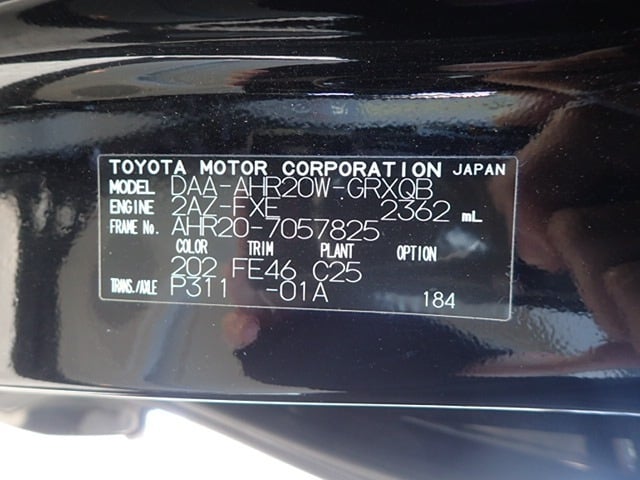 TOYOTA MOTOR CORPORATION JAPAN
MODEL DAA-AHR20W-GRXQB
ENGINE 2AZ-FXE 2362 mL
FRAME No. AHR20-7057825
COLOR TRIM PLANT OPTION
202 FE46 C25
TRANS./AXLE P311 -01A 184